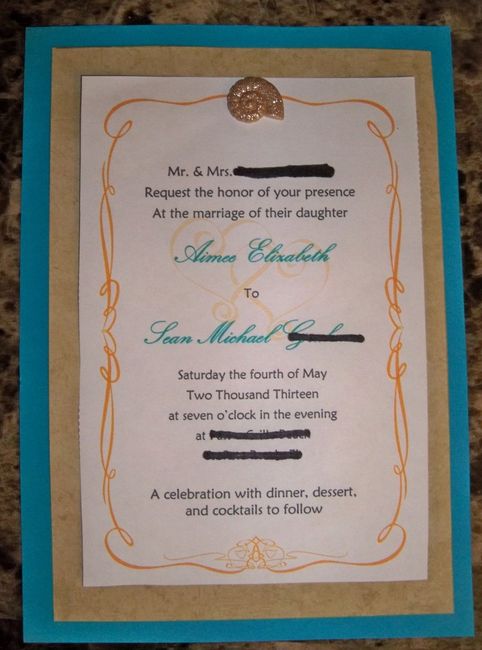 Mr. & Mrs.
Request the honor of your presence
At the marriage of their daughter
Aimee Elizabeth
To
Sean Michael
Saturday the fourth of May
Two Thousand Thirteen
at seven o'clock in the evening
at
A celebration with dinner, dessert,
and cocktails to follow